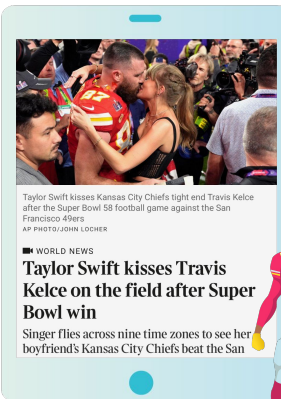 87
Taylor Swift kisses Kansas City Chiefs tight end Travis Kelce
after the Super Bowl 58 football game against the San
Francisco 49ers
AP PHOTO/JOHN LOCHER
WORLD NEWS
Taylor Swift kisses Travis
Kelce on the field after Super
Bowl win
Singer flies across nine time zones to see her
boyfriend's Kansas City Chiefs beat the San